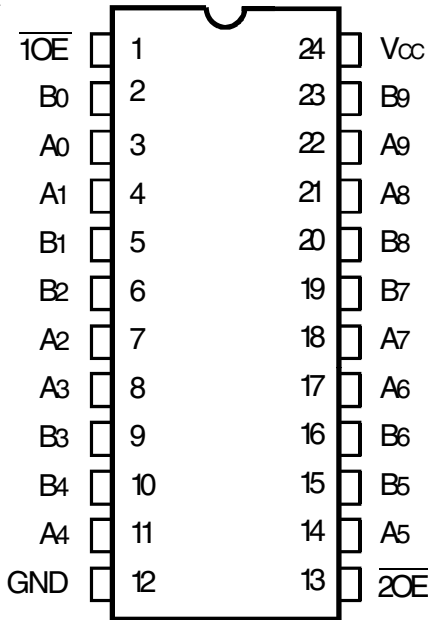 1OE 1 24 Vcc
B0 2 23 B9
A0 3 22 A9
A1 4 21 A8
B1 5 20 B8
B2 6 19 B7
A2 7 18 A7
A3 8 17 A6
B3 9 16 B6
B4 10 15 B5
A4 11 14 A5
GND 12 13 2OE